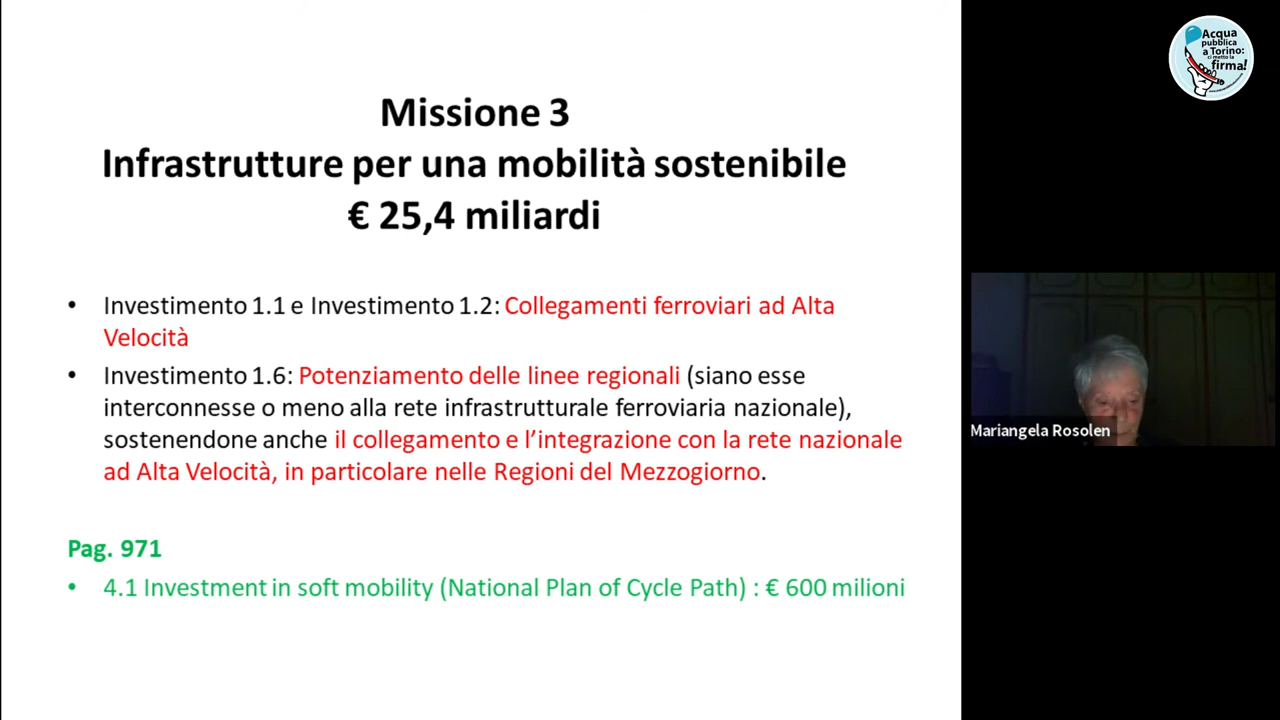 Missione 3
Infrastrutture per una mobilità sostenibile
€ 25,4 miliardi
• Investimento 1.1 e Investimento 1.2: Collegamenti ferroviari ad Alta
Velocità
• Investimento 1.6: Potenziamento delle linee regionali (siano esse
interconnesse o meno alla rete infrastrutturale ferroviaria nazionale),
sostenendone anche il collegamento e l’integrazione con la rete nazionale
ad Alta Velocità, in particolare nelle Regioni del Mezzogiorno.
Pag. 971
• 4.1 Investment in soft mobility (National Plan of Cycle Path) : € 600 milioni
Acqua
pubblica
a Torino:
ci metto la
firma!
Mariangela Rosolen